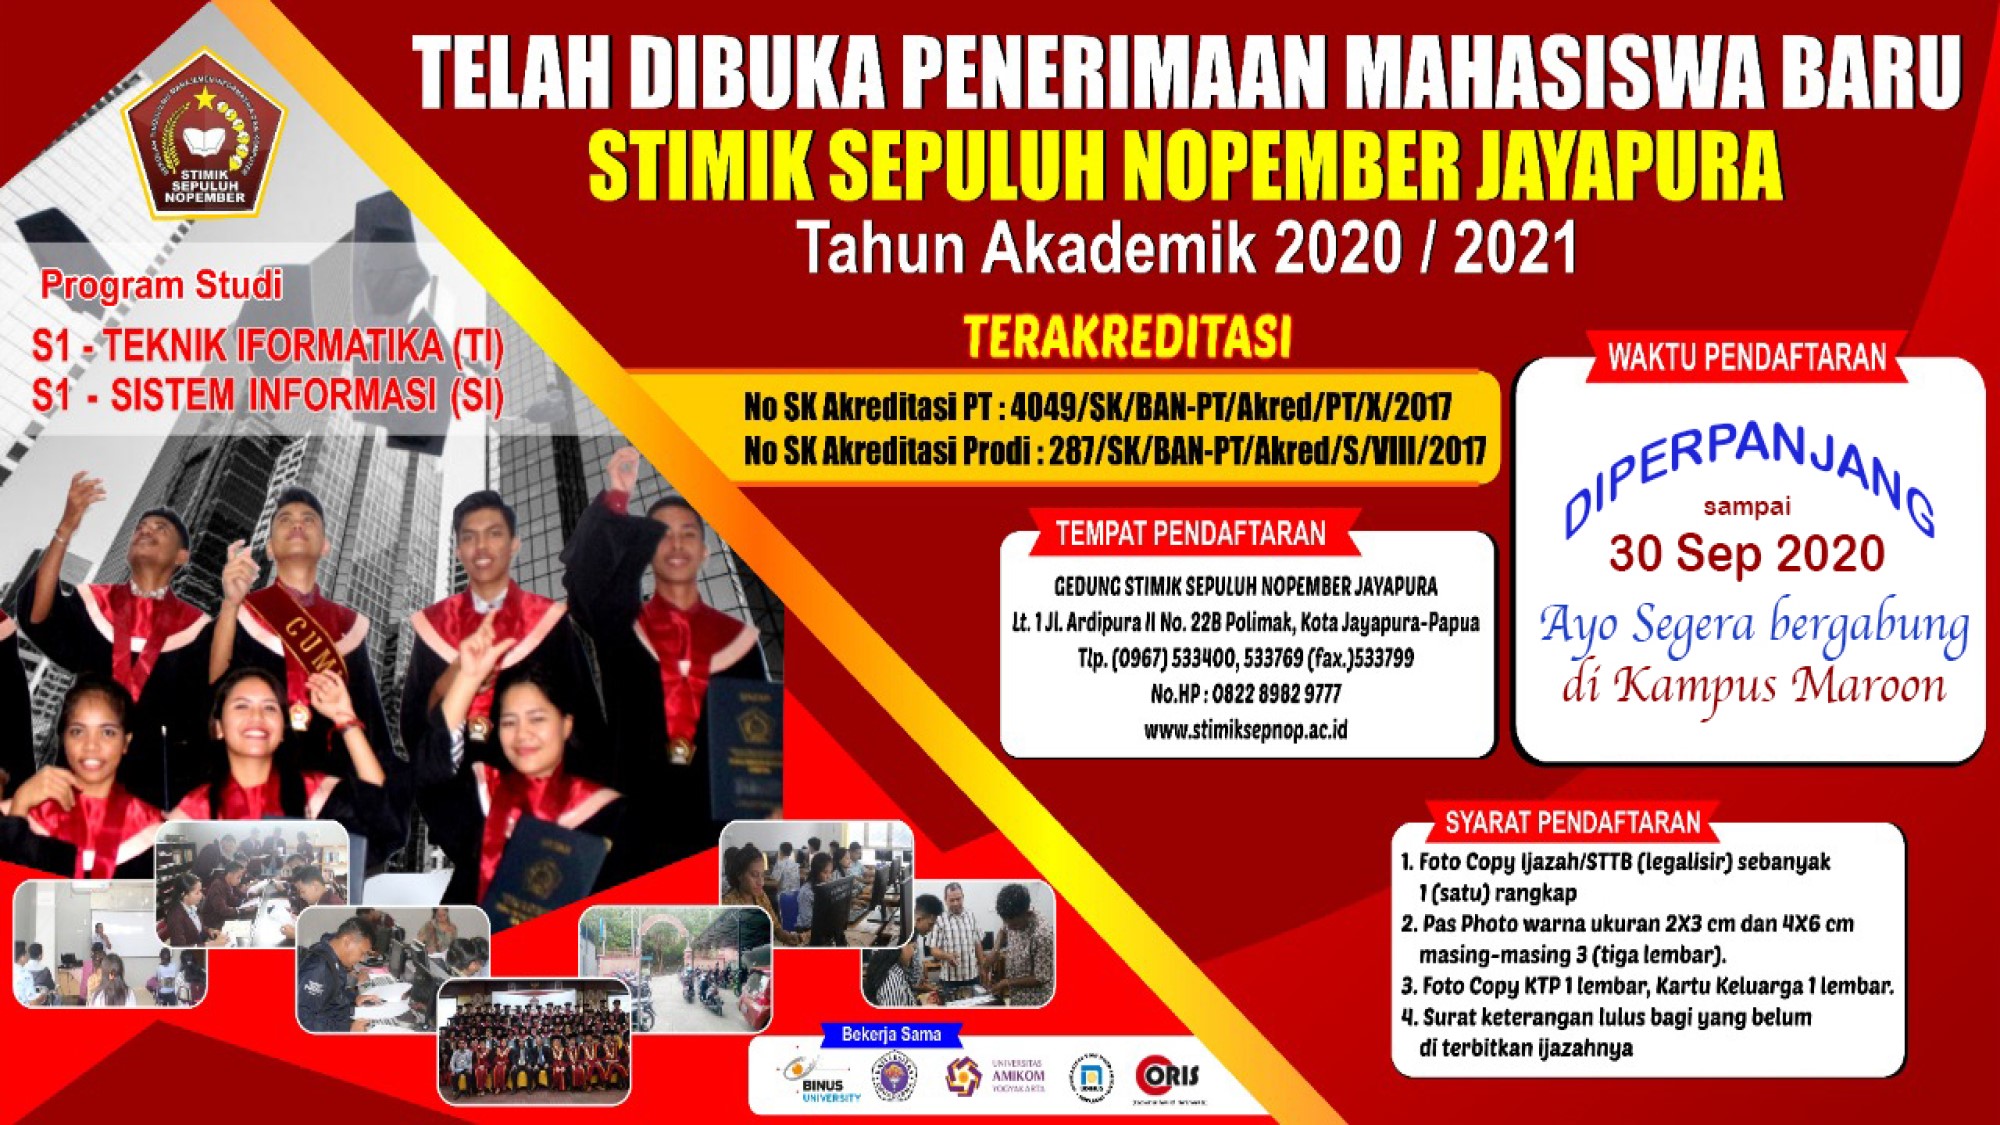 TELAH DIBUKA PENERIMAAN MAHASISWA BARU
STIMIK SEPULUH NOPEMBER JAYAPURA
Tahun Akademik 2020 / 2021
STIMIK
SEPULUH
NOPEMBER
Program Studi
S1 - TEKNIK IFORMATIKA (TI)
S1 - SISTEM INFORMASI (SI)
TERAKREDITASI
No SK Akreditasi PT : 4049/SK/BAN-PT/Akred/PT/X/2017
No SK Akreditasi Prodi : 287/SK/BAN-PT/Akred/S/VIII/2017
WAKTU PENDAFTARAN
DIPERPANJANG
sampai
30 Sep 2020
Ayo Segera bergabung
di Kampus Maroon
TEMPAT PENDAFTARAN
GEDUNG STIMIK SEPULUH NOPEMBER JAYAPURA
Lt. 1 Jl. Ardipura II No. 22B Polimak, Kota Jayapura-Papua
Tlp. (0967) 533400, 533769 (fax.)533799
No.HP : 0822 8982 9777
www.stimiksepnop.ac.id
CUM
SYARAT PENDAFTARAN
1. Foto Copy Ijazah/STTB (legalisir) sebanyak
1 (satu) rangkap
2. Pas Photo warna ukuran 2X3 cm dan 4X6 cm
masing-masing 3 (tiga lembar).
3. Foto Copy KTP 1 lembar, Kartu Keluarga 1 lembar.
4. Surat keterangan lulus bagi yang belum
di terbitkan ijazahnya
Bekerja Sama
BINUS
UNIVERSITY
UNIVERSITAS
AMIKOM
YOGYAKARTA
CORIS